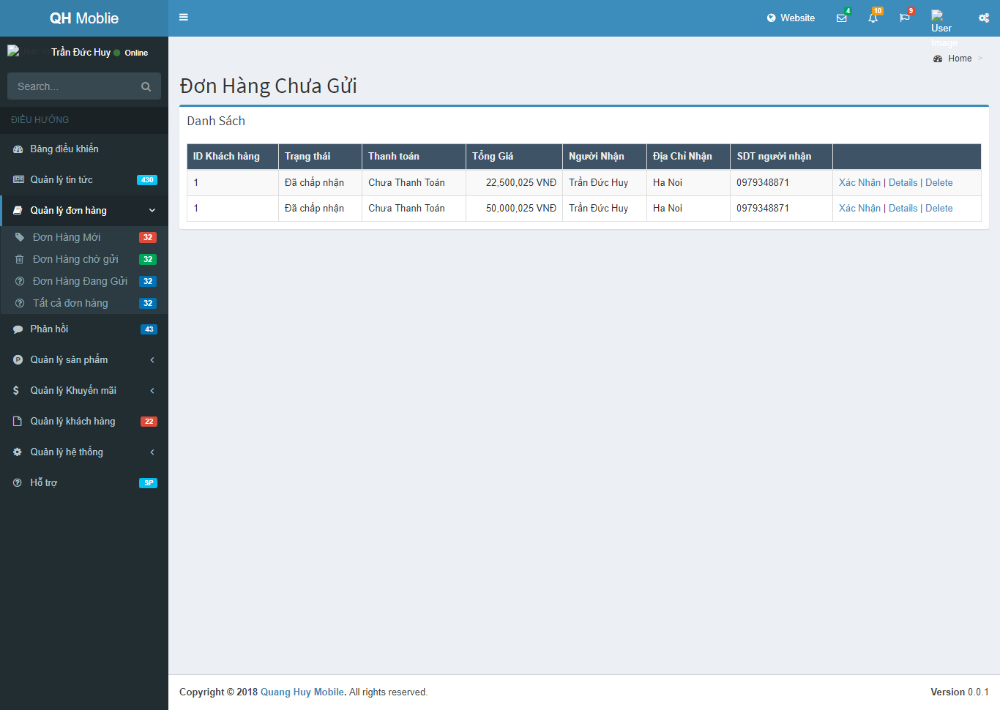 QH Moblie
Website
4
10
9
User Image
Trần Đức Huy Online
Home >
Search...
ĐIỀU HƯỚNG
Bảng điều khiển
Quản lý tin tức 430
Quản lý đơn hàng
Đơn Hàng Mới 32
Đơn Hàng chờ gửi 32
Đơn Hàng Đang Gửi 32
Tất cả đơn hàng 32
Phản hồi 43
Quản lý sản phẩm
Quản lý Khuyến mãi
Quản lý khách hàng 22
Quản lý hệ thống
Hỗ trợ SP
Đơn Hàng Chưa Gửi
Danh Sách
ID Khách hàng Trạng thái Thanh toán Tổng Giá Người Nhận Địa Chỉ Nhận SDT người nhận
1 Đã chấp nhận Chưa Thanh Toán 22,500,025 VNĐ Trần Đức Huy Ha Noi 0979348871 Xác Nhận | Details | Delete
1 Đã chấp nhận Chưa Thanh Toán 50,000,025 VNĐ Trần Đức Huy Ha Noi 0979348871 Xác Nhận | Details | Delete
Copyright © 2018 Quang Huy Mobile. All rights reserved.
Version 0.0.1